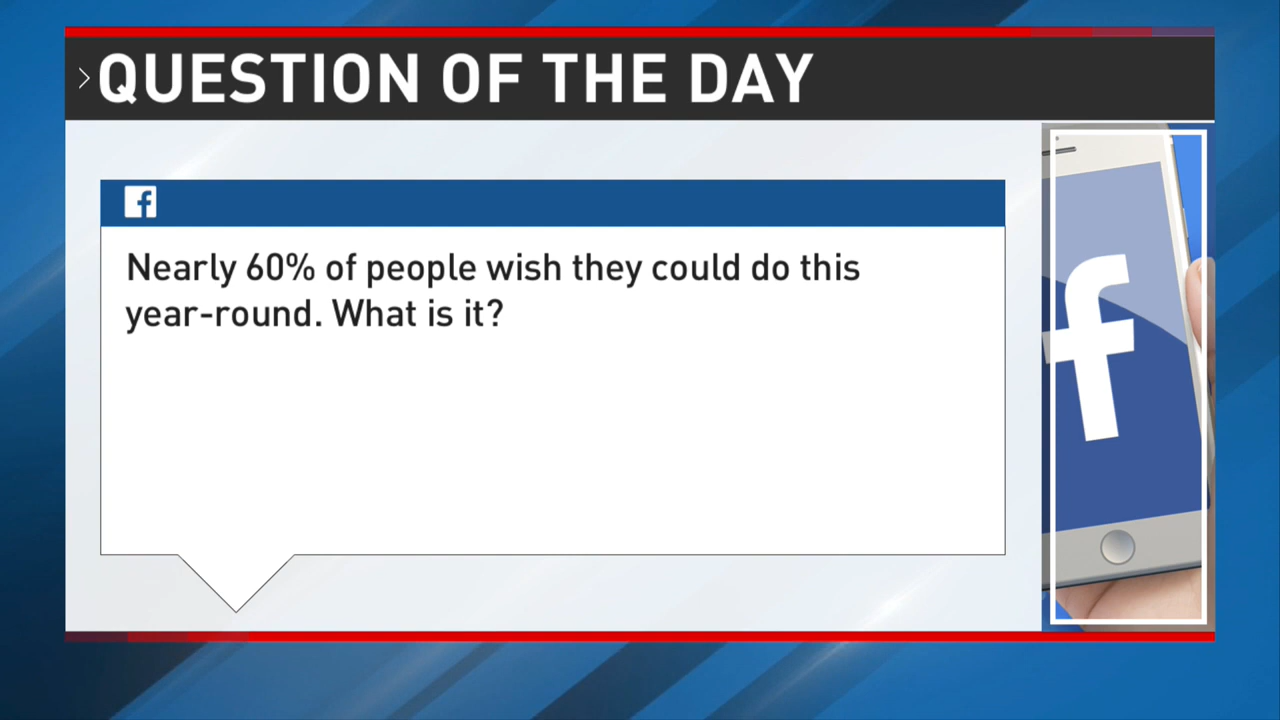 QUESTION OF THE DAY
Nearly 60% of people wish they could do this
year-round. What is it?